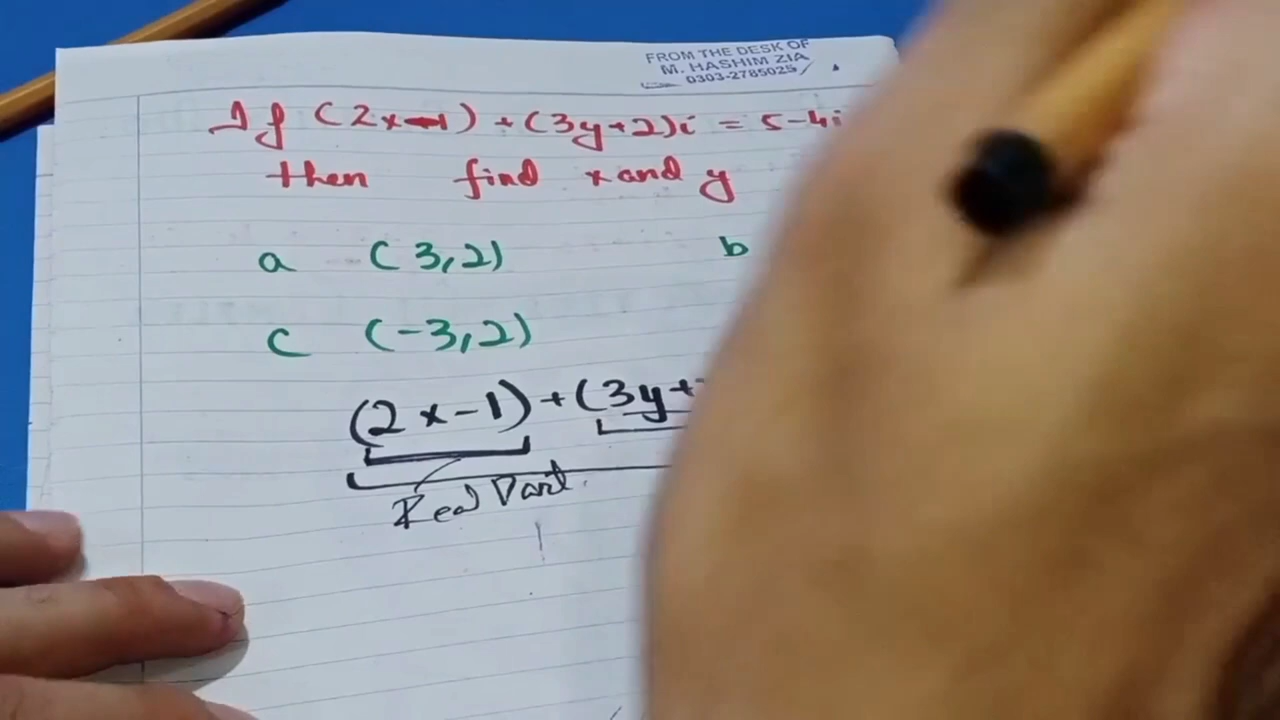 FROM THE DESK OF
M. HASHIM ZIA
0303-2785025
If (2x-1) + (3y+2)i = 5-4i
then find x and y
a (3,2) b
c (-3,2)
(2x-1)+(3y+
Real Part